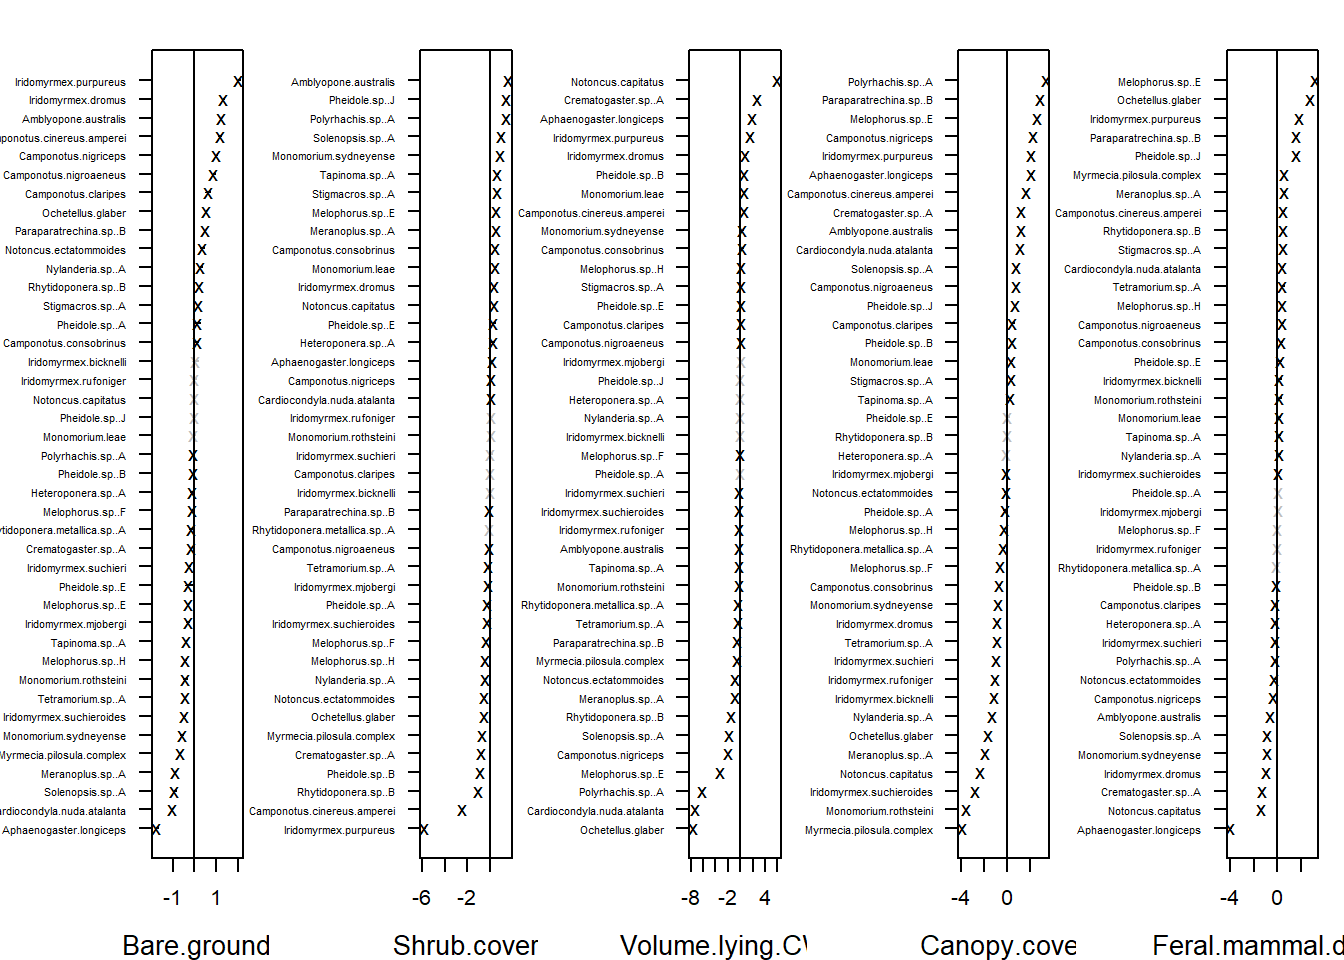 Iridomyrmex.purpureus
Iridomyrmex.dromus
Amblyopone.australis
ponotus.cinereus.amperei
Camponotus.nigriceps
Camponotus.nigroaeneus
Camponotus.claripes
Ochetellus.glaber
Paraparatrechina.sp..B
Notoncus.ectatommoides
Nylanderia.sp..A
Rhytidoponera.sp..B
Stigmacros.sp..A
Pheidole.sp..A
Camponotus.consobrinus
Iridomyrmex.bicknelli
Iridomyrmex.rufoniger
Notoncus.capitatus
Pheidole.sp..J
Monomorium.leae
Polyrhachis.sp..A
Pheidole.sp..B
Heteroponera.sp..A
Melophorus.sp..F
ytidoponera.metallica.sp..A
Crematogaster.sp..A
Iridomyrmex.suchieri
Pheidole.sp..E
Melophorus.sp..E
Iridomyrmex.mjobergi
Tapinoma.sp..A
Melophorus.sp..H
Monomorium.rothsteini
Tetramorium.sp..A
Iridomyrmex.suchieroides
Monomorium.sydneyense
Myrmecia.pilosula.complex
Meranoplus.sp..A
Solenopsis.sp..A
ardiocondyla.nuda.atalanta
Aphaenogaster.longiceps
-1 1
Bare.ground
Amblyopone.australis
Pheidole.sp..J
Polyrhachis.sp..A
Solenopsis.sp..A
Monomorium.sydneyense
Tapinoma.sp..A
Stigmacros.sp..A
Melophorus.sp..E
Meranoplus.sp..A
Camponotus.consobrinus
Monomorium.leae
Iridomyrmex.dromus
Notoncus.capitatus
Pheidole.sp..E
Heteroponera.sp..A
Aphaenogaster.longiceps
Camponotus.nigriceps
Cardiocondyla.nuda.atalanta
Iridomyrmex.rufoniger
Monomorium.rothsteini
Iridomyrmex.suchieri
Camponotus.claripes
Iridomyrmex.bicknelli
Paraparatrechina.sp..B
Rhytidoponera.metallica.sp..A
Camponotus.nigroaeneus
Tetramorium.sp..A
Iridomyrmex.mjobergi
Pheidole.sp..A
Iridomyrmex.suchieroides
Melophorus.sp..F
Melophorus.sp..H
Nylanderia.sp..A
Notoncus.ectatommoides
Ochetellus.glaber
Myrmecia.pilosula.complex
Crematogaster.sp..A
Pheidole.sp..B
Rhytidoponera.sp..B
Camponotus.cinereus.amperei
Iridomyrmex.purpureus
-6 -2
Shrub.cover
Notoncus.capitatus
Crematogaster.sp..A
Aphaenogaster.longiceps
Iridomyrmex.purpureus
Iridomyrmex.dromus
Pheidole.sp..B
Monomorium.leae
Camponotus.cinereus.amperei
Monomorium.sydneyense
Camponotus.consobrinus
Melophorus.sp..H
Stigmacros.sp..A
Pheidole.sp..E
Camponotus.claripes
Camponotus.nigroaeneus
Iridomyrmex.mjobergi
Pheidole.sp..J
Heteroponera.sp..A
Nylanderia.sp..A
Iridomyrmex.bicknelli
Melophorus.sp..F
Pheidole.sp..A
Iridomyrmex.suchieri
Iridomyrmex.suchieroides
Iridomyrmex.rufoniger
Amblyopone.australis
Tapinoma.sp..A
Monomorium.rothsteini
Rhytidoponera.metallica.sp..A
Tetramorium.sp..A
Paraparatrechina.sp..B
Myrmecia.pilosula.complex
Notoncus.ectatommoides
Meranoplus.sp..A
Rhytidoponera.sp..B
Solenopsis.sp..A
Camponotus.nigriceps
Melophorus.sp..E
Polyrhachis.sp..A
Cardiocondyla.nuda.atalanta
Ochetellus.glaber
-8 -2 4
Volume.lying.CW
Polyrhachis.sp..A
Paraparatrechina.sp..B
Melophorus.sp..E
Camponotus.nigriceps
Iridomyrmex.purpureus
Aphaenogaster.longiceps
Camponotus.cinereus.amperei
Crematogaster.sp..A
Amblyopone.australis
Cardiocondyla.nuda.atalanta
Solenopsis.sp..A
Camponotus.nigroaeneus
Pheidole.sp..J
Camponotus.claripes
Pheidole.sp..B
Monomorium.leae
Stigmacros.sp..A
Tapinoma.sp..A
Pheidole.sp..E
Rhytidoponera.sp..B
Heteroponera.sp..A
Iridomyrmex.mjobergi
Notoncus.ectatommoides
Pheidole.sp..A
Melophorus.sp..H
Rhytidoponera.metallica.sp..A
Melophorus.sp..F
Camponotus.consobrinus
Monomorium.sydneyense
Iridomyrmex.dromus
Tetramorium.sp..A
Iridomyrmex.suchieri
Iridomyrmex.rufoniger
Iridomyrmex.bicknelli
Nylanderia.sp..A
Ochetellus.glaber
Meranoplus.sp..A
Notoncus.capitatus
Iridomyrmex.suchieroides
Monomorium.rothsteini
Myrmecia.pilosula.complex
-4 0
Canopy.cove
Melophorus.sp..E
Ochetellus.glaber
Iridomyrmex.purpureus
Paraparatrechina.sp..B
Pheidole.sp..J
Myrmecia.pilosula.complex
Meranoplus.sp..A
Camponotus.cinereus.amperei
Rhytidoponera.sp..B
Stigmacros.sp..A
Cardiocondyla.nuda.atalanta
Tetramorium.sp..A
Melophorus.sp..H
Camponotus.nigroaeneus
Camponotus.consobrinus
Pheidole.sp..E
Iridomyrmex.bicknelli
Monomorium.rothsteini
Monomorium.leae
Tapinoma.sp..A
Nylanderia.sp..A
Iridomyrmex.suchieroides
Pheidole.sp..A
Iridomyrmex.mjobergi
Melophorus.sp..F
Iridomyrmex.rufoniger
Rhytidoponera.metallica.sp..A
Pheidole.sp..B
Camponotus.claripes
Heteroponera.sp..A
Iridomyrmex.suchieri
Polyrhachis.sp..A
Notoncus.ectatommoides
Camponotus.nigriceps
Amblyopone.australis
Solenopsis.sp..A
Monomorium.sydneyense
Iridomyrmex.dromus
Crematogaster.sp..A
Notoncus.capitatus
Aphaenogaster.longiceps
-4 0
Feral.mammal.d